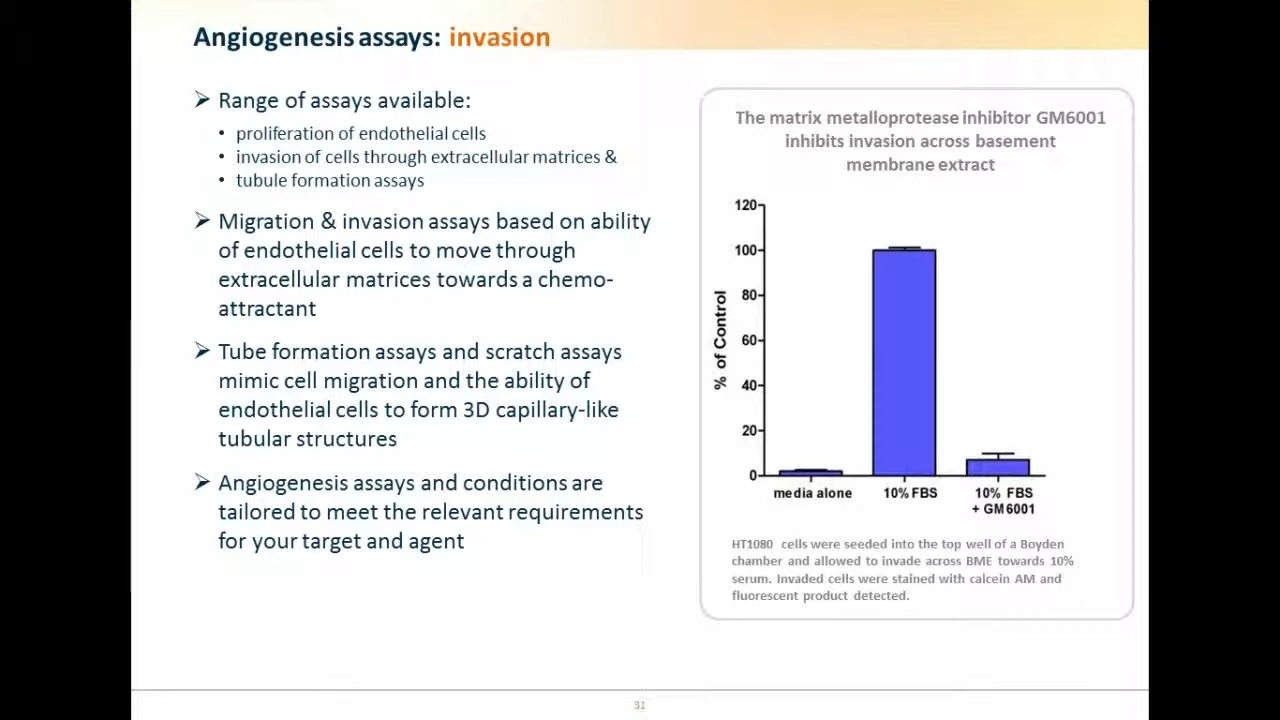 Angiogenesis assays: invasion
➢ Range of assays available:
• proliferation of endothelial cells
• invasion of cells through extracellular matrices &
• tubule formation assays
➢ Migration & invasion assays based on ability
of endothelial cells to move through
extracellular matrices towards a chemo-
attractant
➢ Tube formation assays and scratch assays
mimic cell migration and the ability of
endothelial cells to form 3D capillary-like
tubular structures
➢ Angiogenesis assays and conditions are
tailored to meet the relevant requirements
for your target and agent
The matrix metalloprotease inhibitor GM6001
inhibits invasion across basement
membrane extract
% of Control
120
100
80
60
40
20
0
media alone
10% FBS
10% FBS
+ GM6001
HT1080 cells were seeded into the top well of a Boyden
chamber and allowed to invade across BME towards 10%
serum. Invaded cells were stained with calcein AM and
fluorescent product detected.
31